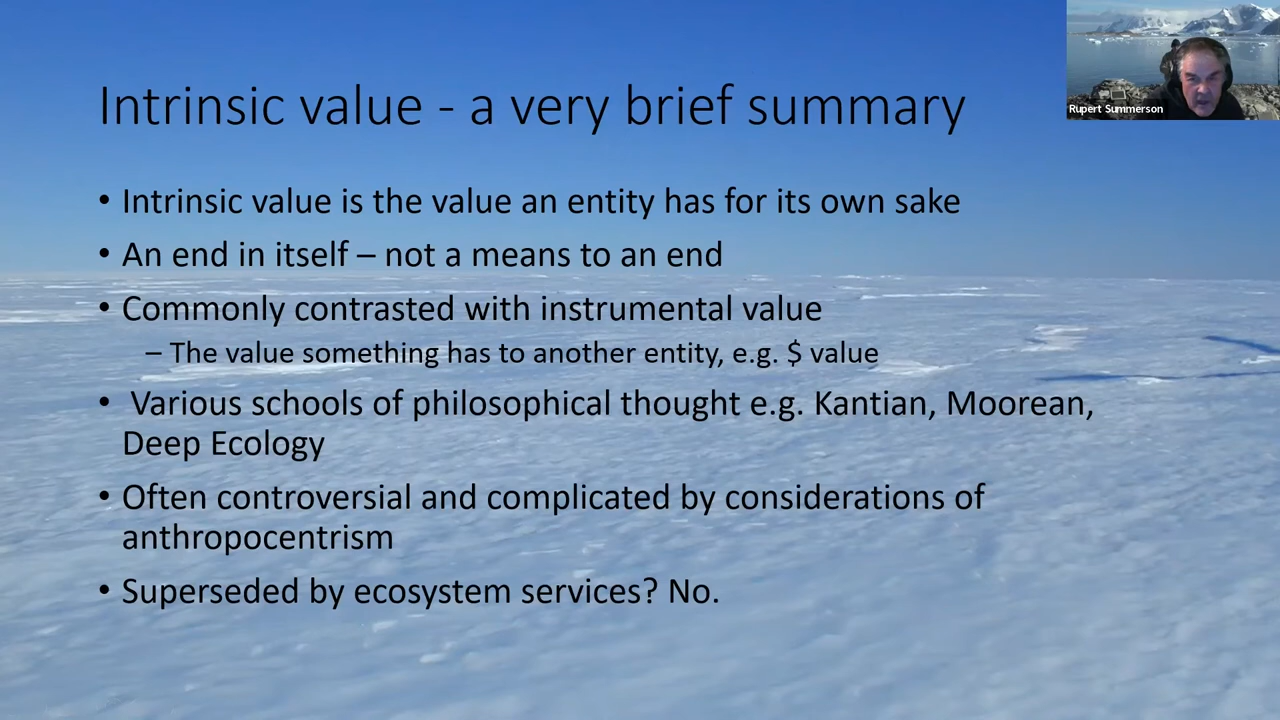 Intrinsic value - a very brief summary
Rupert Summerson
• Intrinsic value is the value an entity has for its own sake
• An end in itself – not a means to an end
• Commonly contrasted with instrumental value
– The value something has to another entity, e.g. $ value
• Various schools of philosophical thought e.g. Kantian, Moorean,
Deep Ecology
• Often controversial and complicated by considerations of
anthropocentrism
• Superseded by ecosystem services? No.